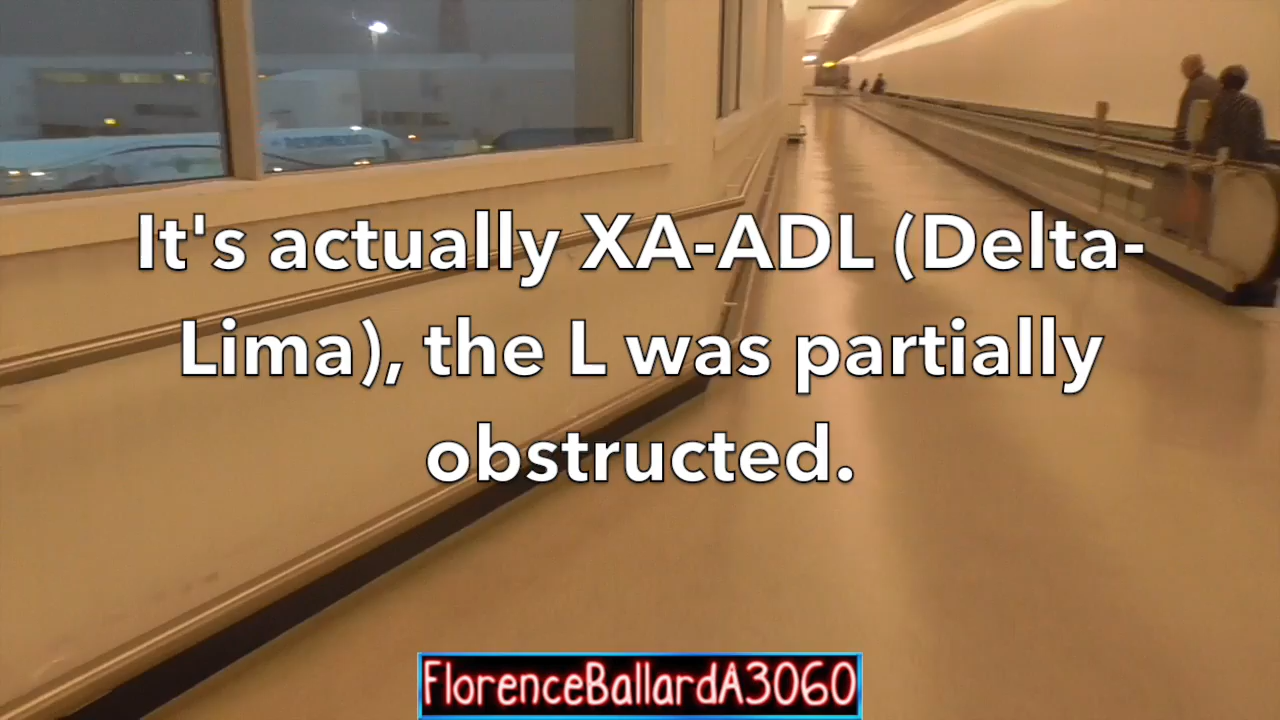 It's actually XA-ADL (Delta-
Lima), the L was partially
obstructed.
FlorenceBallardA3060